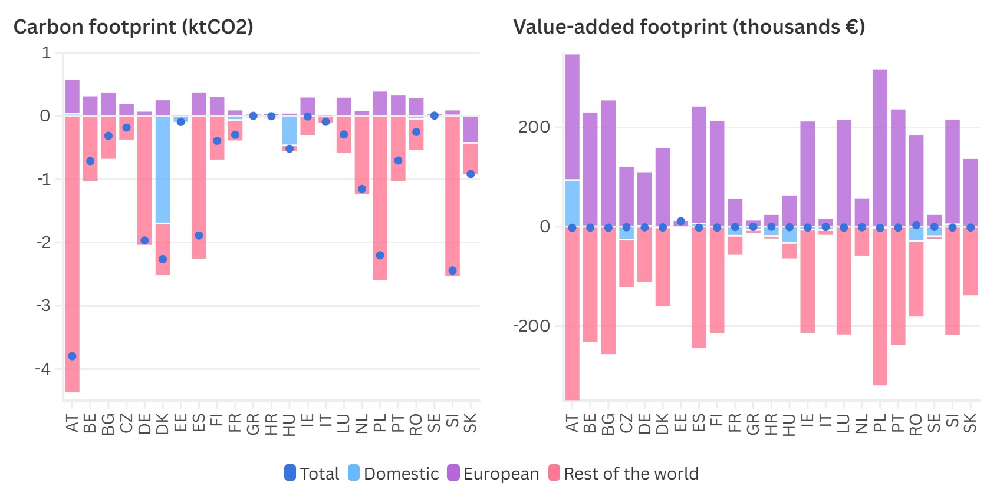 Carbon footprint (ktCO2)
1
0
-1
-2
-3
-4
AT BE BG CZ DE DK EE ES FI FR GR HR HU IE IT LU NL PL PT RO SE SI SK
Value-added footprint (thousands €)
200
0
-200
AT BE BG CZ DE DK EE ES FI FR GR HR HU IE IT LU NL PL PT RO SE SI SK
Total Domestic European Rest of the world